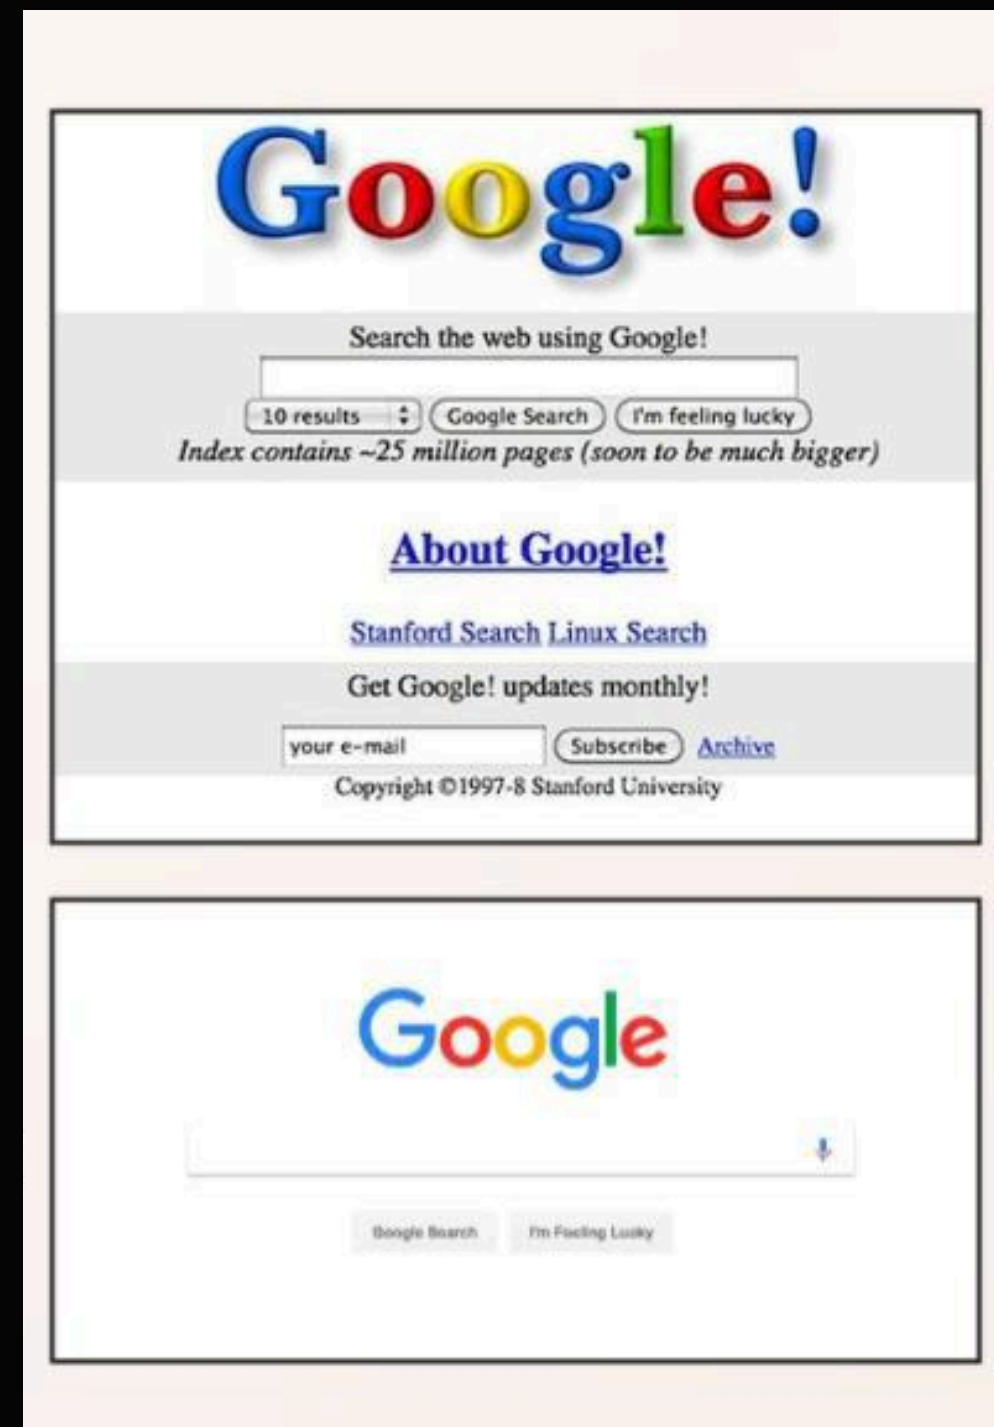 Google!
Search the web using Google!
10 results Google Search I'm feeling lucky
Index contains ~25 million pages (soon to be much bigger)
About Google!
Stanford Search Linux Search
Get Google! updates monthly!
your e-mail Subscribe Archive
Copyright ©1997-8 Stanford University
Google
Google Search I'm Feeling Lucky